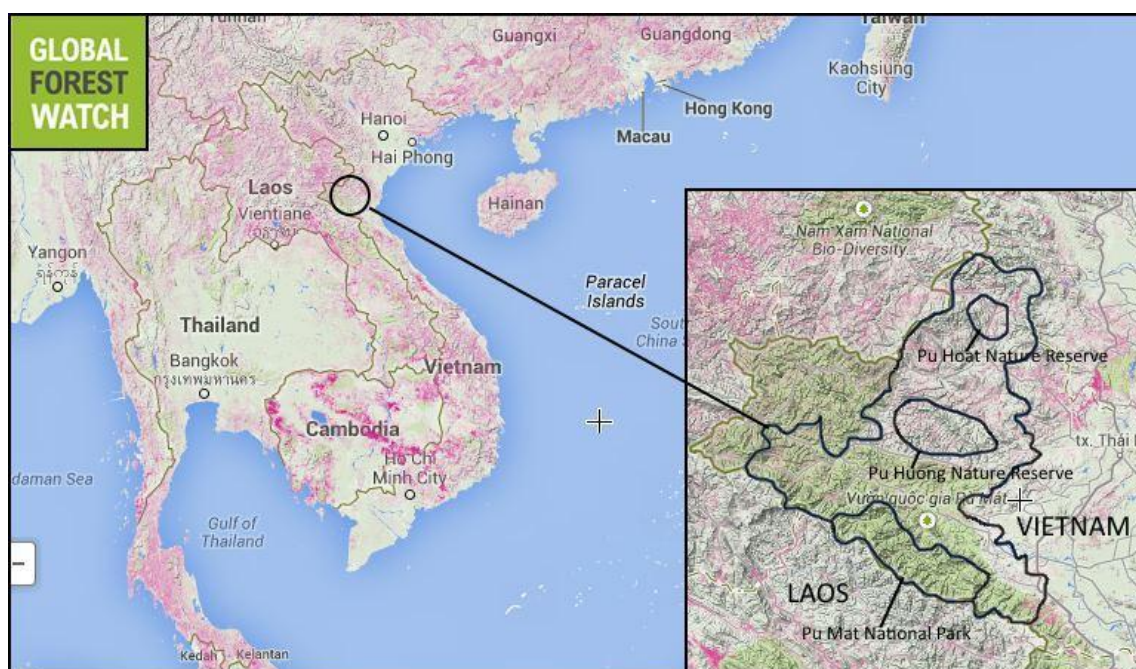 GLOBAL
FOREST
WATCH
Yunnan
Guangxi
Guangdong
Taiwan
Kaohsiung
City
Hong Kong
Macau
Hanoi
Hai Phong
Laos
Vientiane
Hainan
Yangon
ရန်ကုန်
Paracel
Islands
South
China S
Thailand
Bangkok
กรุงเทพมหานคร
Vietnam
Cambodia
Ho Chi
Minh City
daman Sea
Gulf of
Thailand
Kedah
Kelantan
Nam Xam National
Bio-Diversity
Pu Hoat Nature Reserve
tx. Thái
Pu Huong Nature Reserve
Vườn quốc gia Pù Mát
VIETNAM
LAOS
Pu Mat National Park